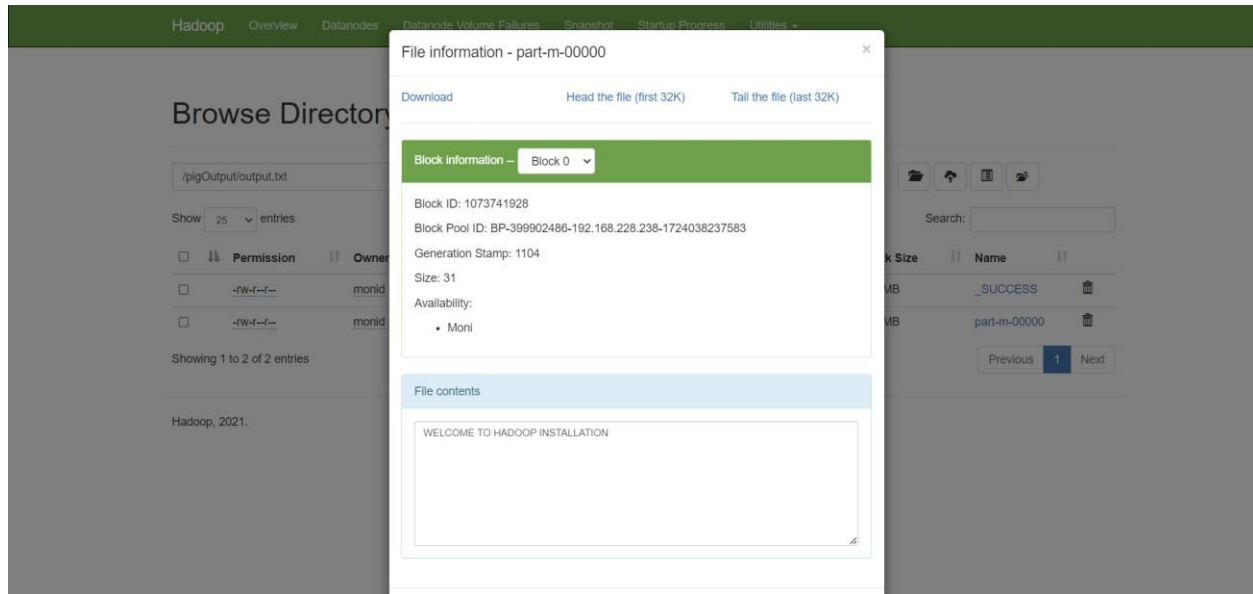 Hadoop Overview Datanodes Datanode Volume Failures Snapshot Startup Progress Utilities
File information - part-m-00000 ×
Download Head the file (first 32K) Tail the file (last 32K)
Browse Directory
Block information -- Block 0
/pigOutput/output.txt
Block ID: 1073741928
Block Pool ID: BP-399902486-192.168.228.238-1724038237583
Show 25 entries Search:
Generation Stamp: 1104
Permission Owner k Size Name
Size: 31
-rw-r--r-- monid MB _SUCCESS
Availability:
-rw-r--r-- monid MB part-m-00000
• Moni
Showing 1 to 2 of 2 entries Previous 1 Next
File contents
Hadoop, 2021.
WELCOME TO HADOOP INSTALLATION